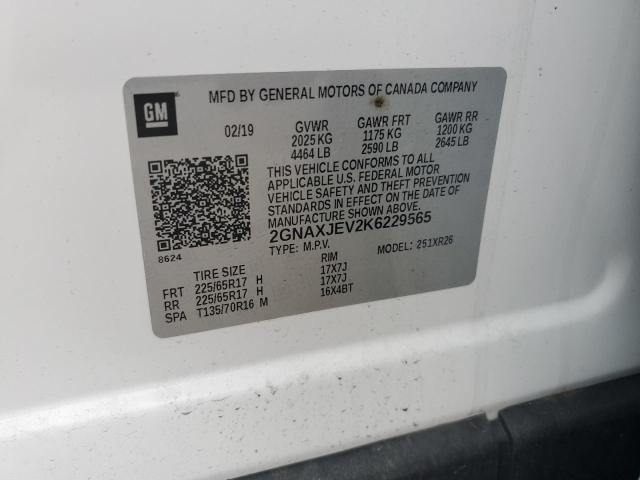 GM
MFD BY GENERAL MOTORS OF CANADA COMPANY
02/19 GVWR GAWR FRT GAWR RR
2025 KG 1175 KG 1200 KG
4464 LB 2590 LB 2645 LB
THIS VEHICLE CONFORMS TO ALL
APPLICABLE U.S. FEDERAL MOTOR
VEHICLE SAFETY AND THEFT PREVENTION
STANDARDS IN EFFECT ON THE DATE OF
MANUFACTURE SHOWN ABOVE.
2GNAXJEV2K6229565
8624
TYPE: M.P.V. MODEL: 251XR26
TIRE SIZE RIM
FRT 225/65R17 H 17X7J
RR 225/65R17 H 17X7J
SPA T135/70R16 M 16X4BT